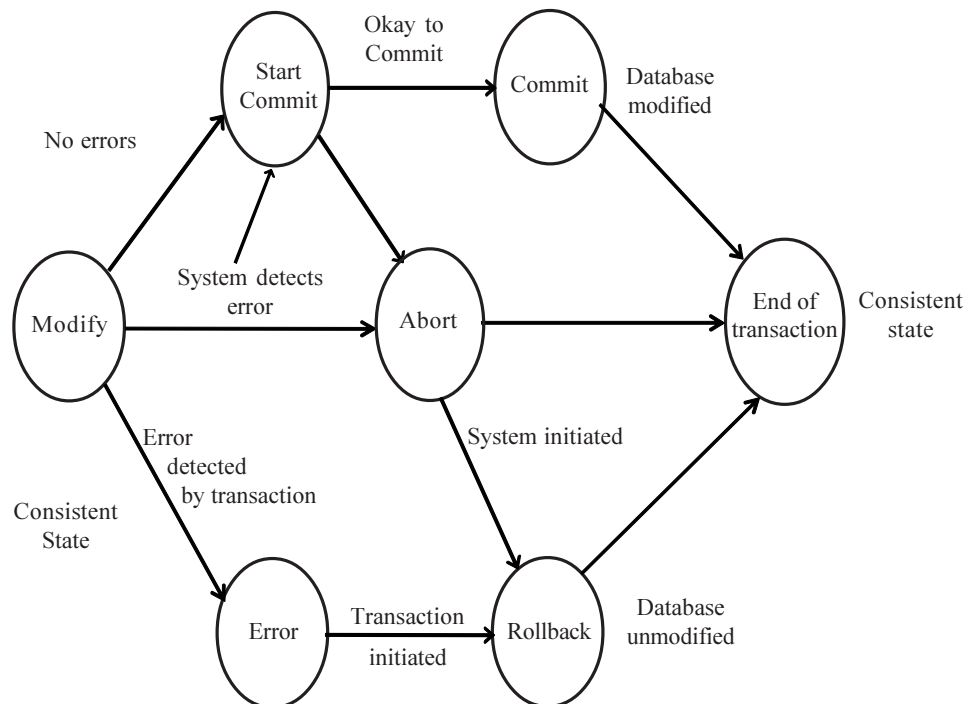 Okay to
Commit
Start
Commit
Commit
Database
modified
No errors
System detects
error
Modify
Abort
End of
transaction
Consistent
state
System initiated
Error
detected
by transaction
Consistent
State
Error
Transaction
initiated
Rollback
Database
unmodified